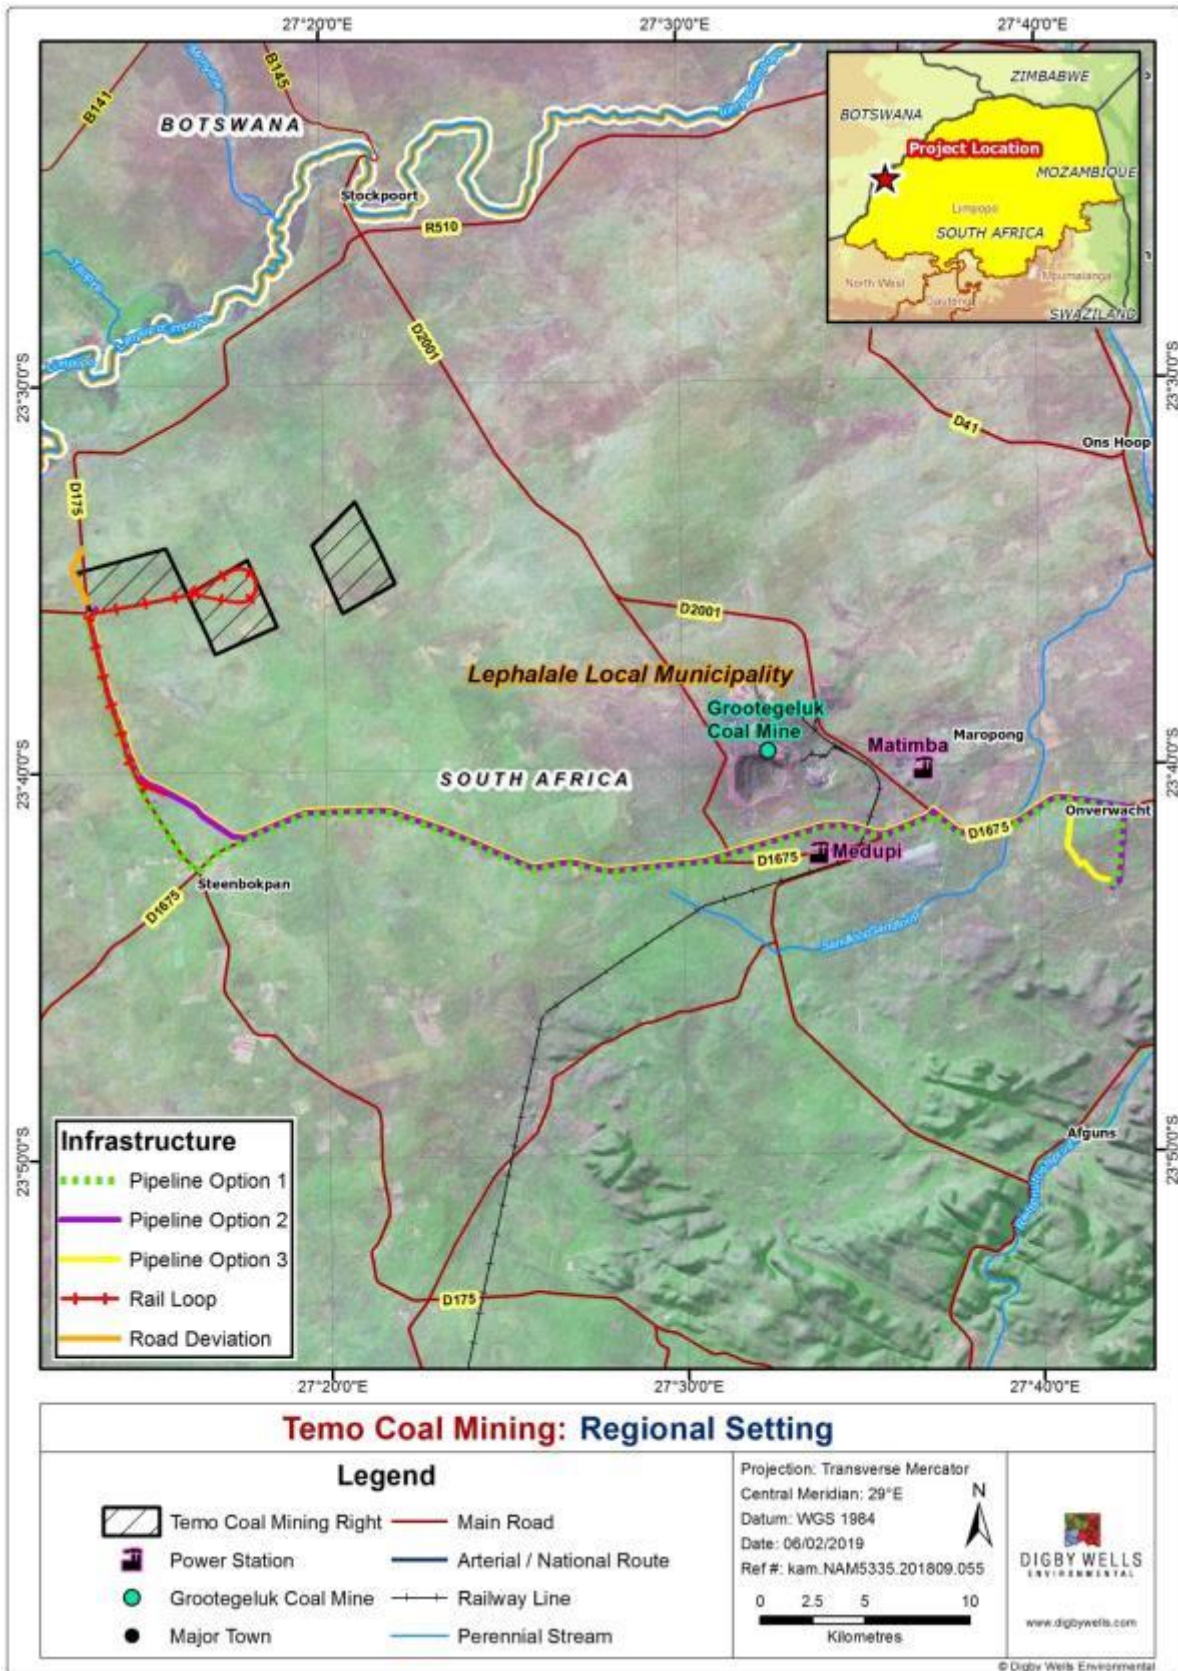 27°20'0"E
27°30'0"E
27°40'0"E
B141
B145
BOTSWANA
Stockpoort
R510
D2001
ZIMBABWE
BOTSWANA
Project Location
MOZAMBIQUE
Limpopo
SOUTH AFRICA
North West
Gauteng
Mpumalanga
SWAZILAND
23°30'0"S
23°30'0"S
D41
Ons Hoop
D175
D2001
Lephalale Local Municipality
Grootegeluk
Coal Mine
Matimba
Maropong
SOUTH AFRICA
23°40'0"S
23°40'0"S
Onverwacht
D1675
D1675
Medupi
Steenbokpan
D1675
Sandloop
Afguns
23°50'0"S
23°50'0"S
D175
Infrastructure
Pipeline Option 1
Pipeline Option 2
Pipeline Option 3
Rail Loop
Road Deviation
27°20'0"E
27°30'0"E
27°40'0"E
Temo Coal Mining: Regional Setting
Legend
Temo Coal Mining Right
Power Station
Grootegeluk Coal Mine
Major Town
Main Road
Arterial / National Route
Railway Line
Perennial Stream
Projection: Transverse Mercator
Central Meridian: 29°E
Datum: WGS 1984
Date: 06/02/2019
Ref #: kam.NAM5335.201809.055
N
0 2.5 5 10
Kilometres
DIGBY WELLS
ENVIRONMENTAL
www.digbywells.com
© Digby Wells Environmental